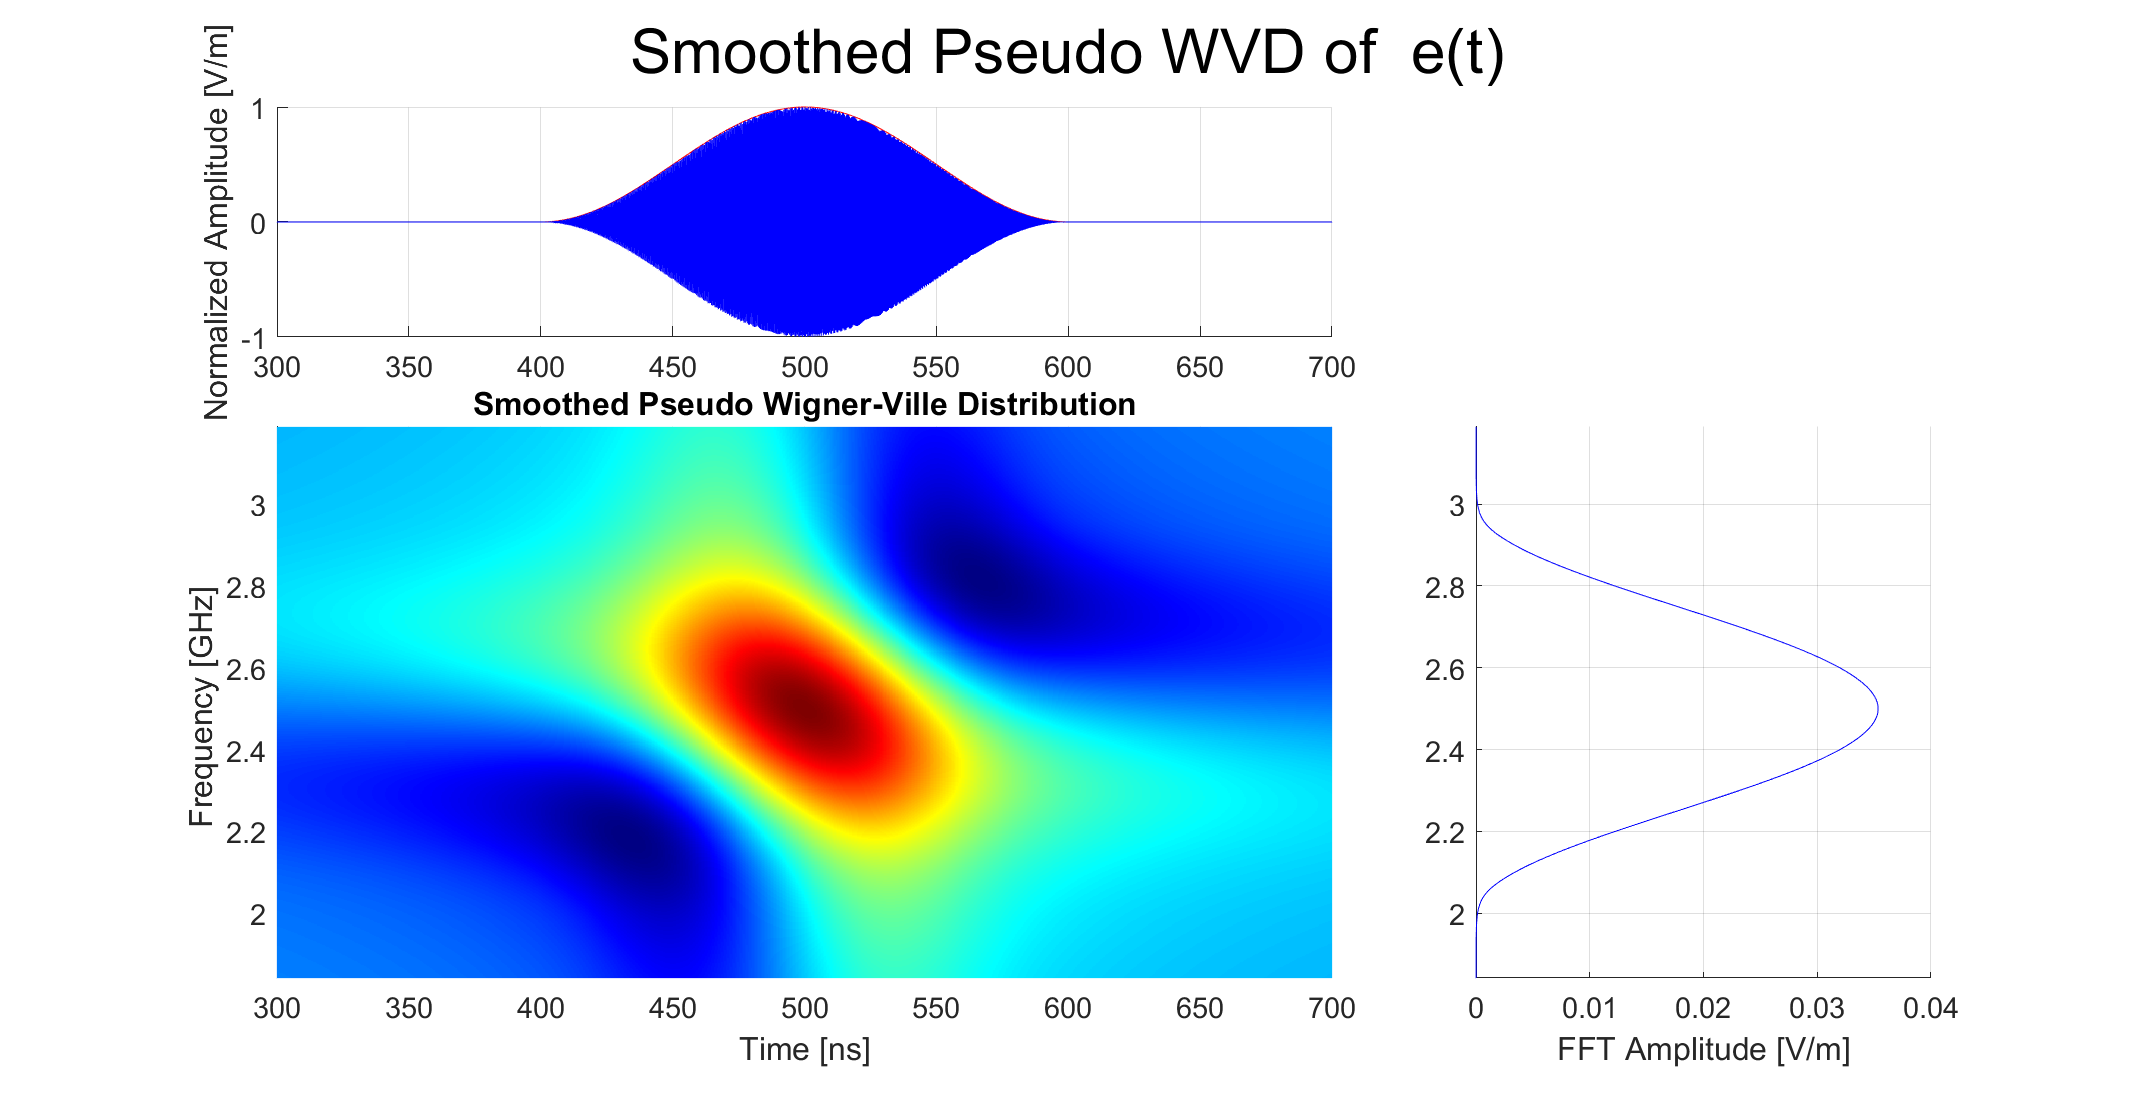 Smoothed Pseudo WVD of e(t)
Normalized Amplitude [V/m]
1
0
-1
300 350 400 450 500 550 600 650 700
Smoothed Pseudo Wigner-Ville Distribution
Frequency [GHz]
3
2.8
2.6
2.4
2.2
2
300 350 400 450 500 550 600 650 700
Time [ns]
3
2.8
2.6
2.4
2.2
2
0 0.01 0.02 0.03 0.04
FFT Amplitude [V/m]